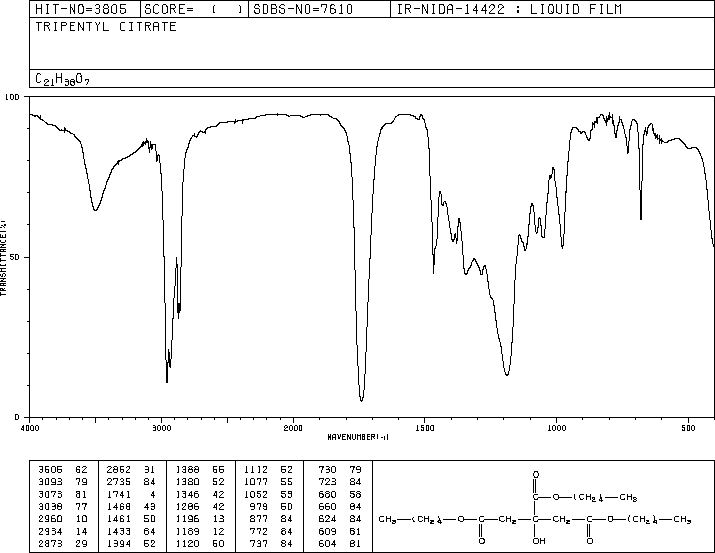 HIT-NO=3805 SCORE= ( ) SDBS-NO=7610 IR-NIDA-14422 : LIQUID FILM
TRIPENTYL CITRATE
C21H38O7
100
50
0
TRANSMITTANCE(%)
4000 3000 2000 1500 1000 500
WAVENUMBER(-1)
3505 62 2862 31 1388 55 1112 52 730 79
3093 79 2735 84 1380 52 1077 55 723 84
3073 81 1741 4 1346 42 1052 53 680 58
3038 77 1468 49 1286 42 979 50 660 84
2960 10 1461 50 1196 13 877 84 624 84
2934 14 1433 64 1189 12 772 84 609 81
2873 29 1394 52 1120 50 737 84 604 81
O
C—O—(CH2)4—CH3
CH3—(CH2)4—O—C—CH2—C—CH2—C—O—(CH2)4—CH3
O OH O